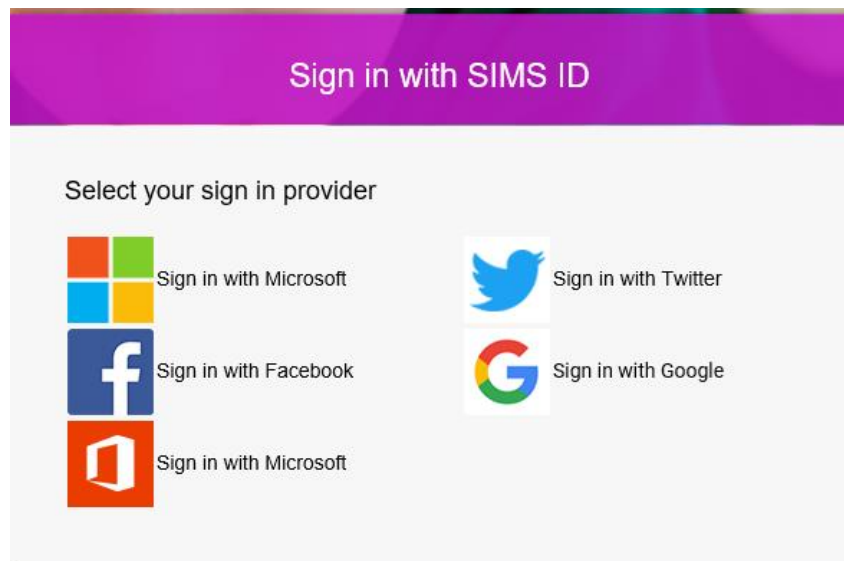 Sign in with SIMS ID
Select your sign in provider
Sign in with Microsoft
Sign in with Twitter
Sign in with Facebook
Sign in with Google
Sign in with Microsoft